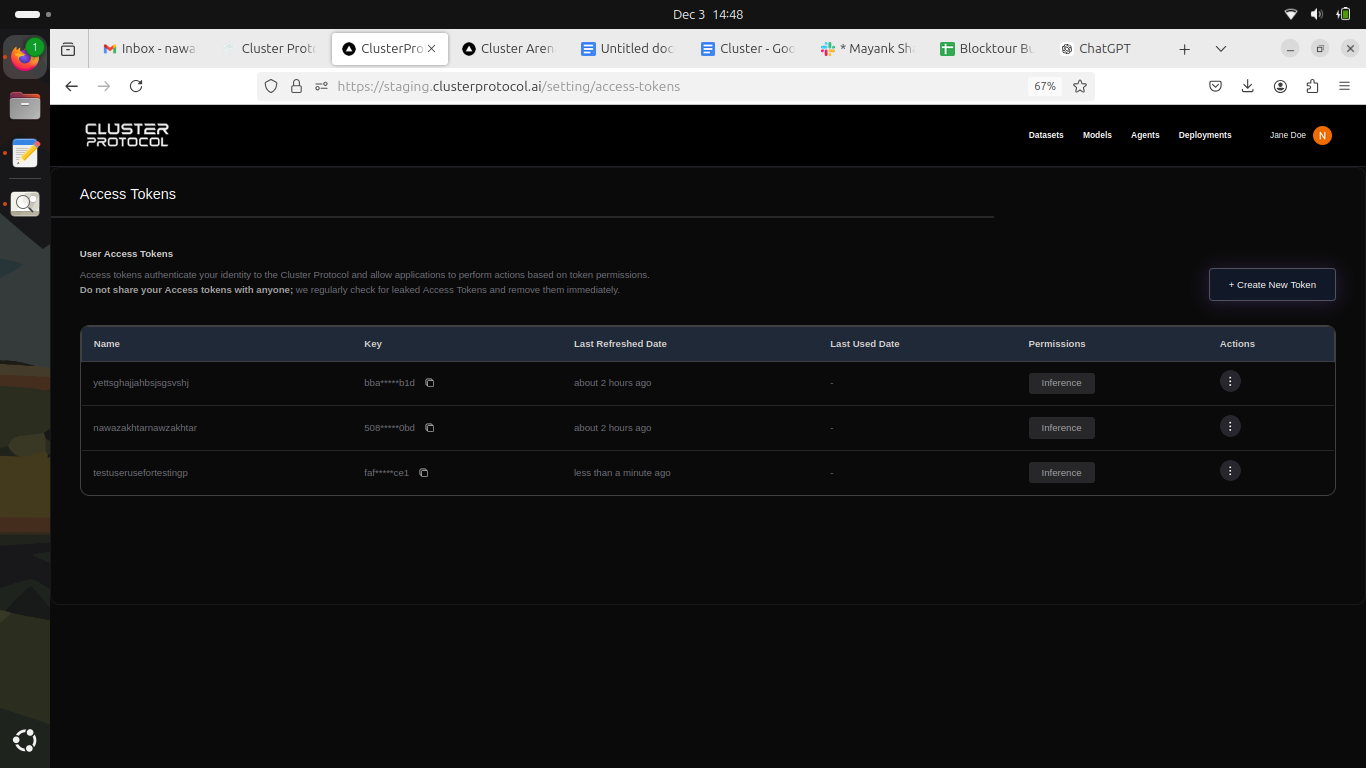 Dec 3 14:48
1
Inbox - nawa
Cluster Proto
ClusterPro
Cluster Aren
Untitled doc
Cluster - Goo
* Mayank Sha
Blocktour Bu
ChatGPT
https://staging.clusterprotocol.ai/setting/access-tokens
67%
CLUSTER
PROTOCOL
Datasets Models Agents Deployments Jane Doe N
Access Tokens
User Access Tokens
Access tokens authenticate your identity to the Cluster Protocol and allow applications to perform actions based on token permissions.
Do not share your Access tokens with anyone; we regularly check for leaked Access Tokens and remove them immediately.
+ Create New Token
Name Key Last Refreshed Date Last Used Date Permissions Actions
yettsghajjahbsjsgsvshj bba*****b1d about 2 hours ago - Inference
nawazakhtarnawzakhtar 508*****0bd about 2 hours ago - Inference
testuserusefortestingp faf*****ce1 less than a minute ago - Inference